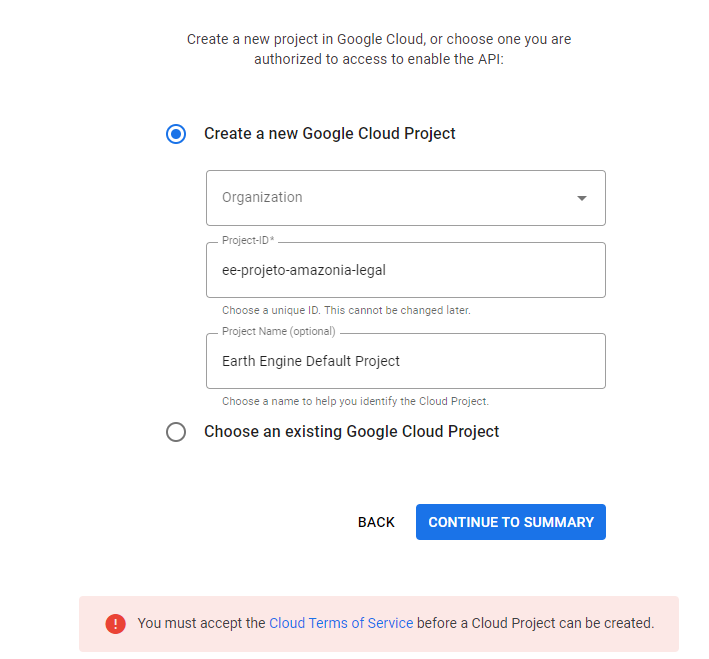 Create a new project in Google Cloud, or choose one you are
authorized to access to enable the API:
Create a new Google Cloud Project
Organization
Project-ID*
ee-projeto-amazonia-legal
Choose a unique ID. This cannot be changed later.
Project Name (optional)
Earth Engine Default Project
Choose a name to help you identify the Cloud Project.
Choose an existing Google Cloud Project
BACK
CONTINUE TO SUMMARY
You must accept the Cloud Terms of Service before a Cloud Project can be created.